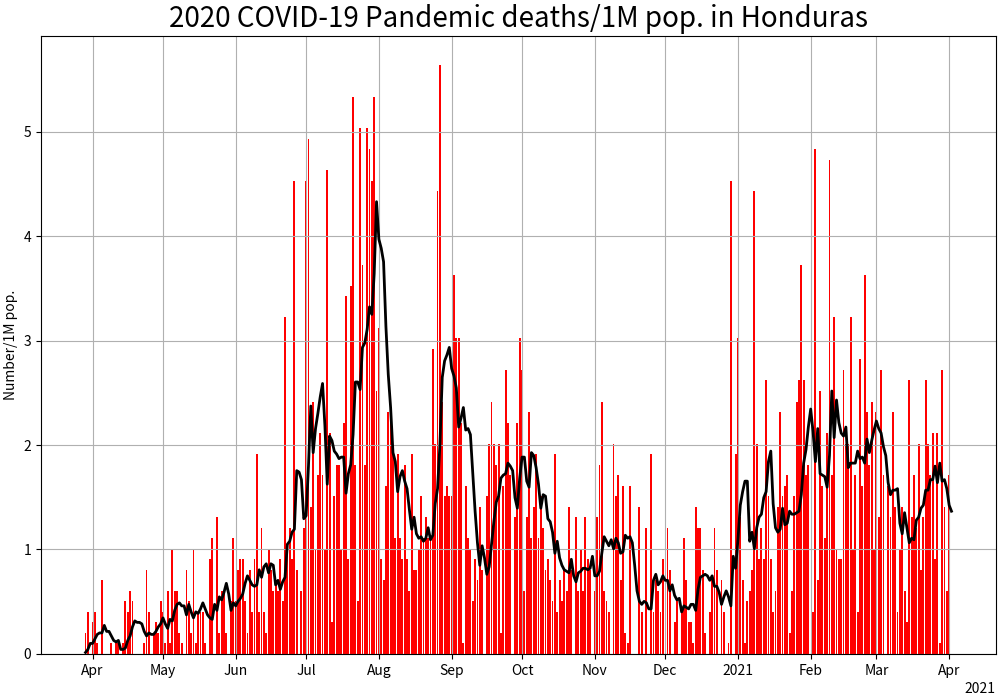 2020 COVID-19 Pandemic deaths/1M pop. in Honduras
Number/1M pop.
5
4
3
2
1
0
Apr May Jun Jul Aug Sep Oct Nov Dec 2021 Feb Mar Apr
2021